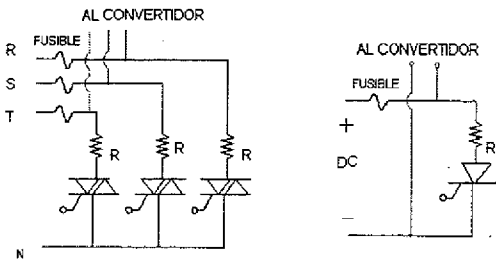 AL CONVERTIDOR
FUSIBLE
R
S
T
R
R
R
N
AL CONVERTIDOR
FUSIBLE
+
DC
R
−